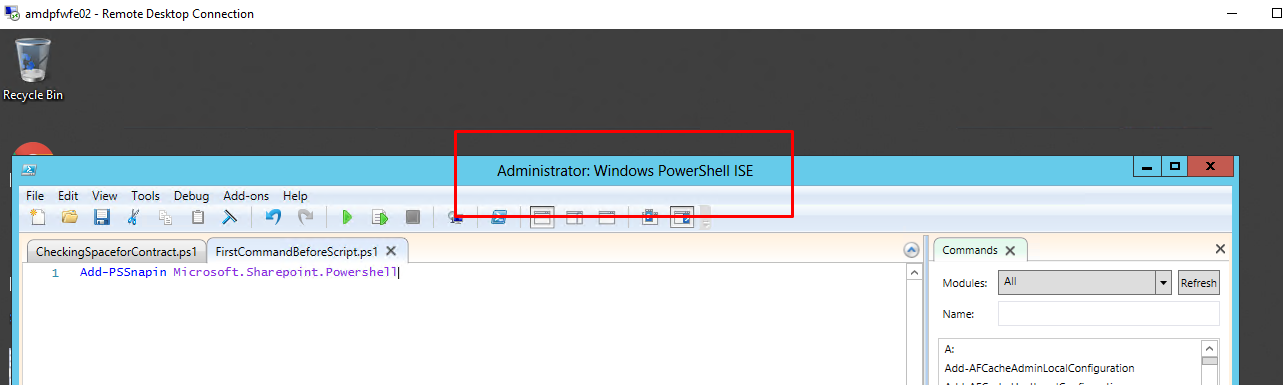 amdpfwfe02 - Remote Desktop Connection
Recycle Bin
Administrator: Windows PowerShell ISE
File Edit View Tools Debug Add-ons Help
CheckingSpaceforContract.ps1 FirstCommandBeforeScript.ps1
1 Add-PSSnapin Microsoft.Sharepoint.Powershell
Commands
Modules: All Refresh
Name:
A:
Add-AFCacheAdminLocalConfiguration